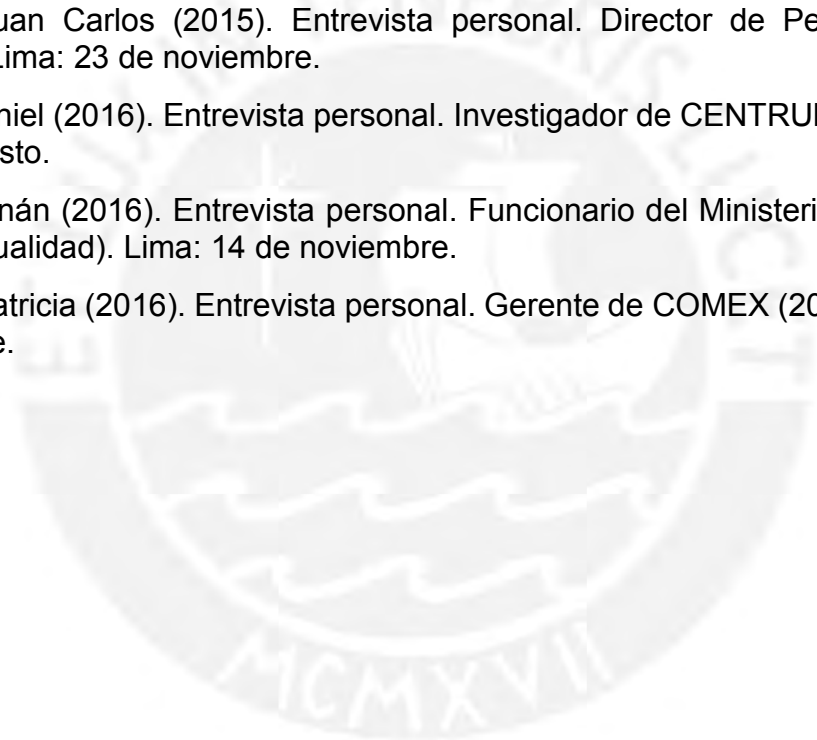 uan Carlos (2015). Entrevista personal. Director de Pe
Lima: 23 de noviembre.
niel (2016). Entrevista personal. Investigador de CENTRU
sto.
nán (2016). Entrevista personal. Funcionario del Ministeri
ualidad). Lima: 14 de noviembre.
atricia (2016). Entrevista personal. Gerente de COMEX (20
e.
MCMXVII